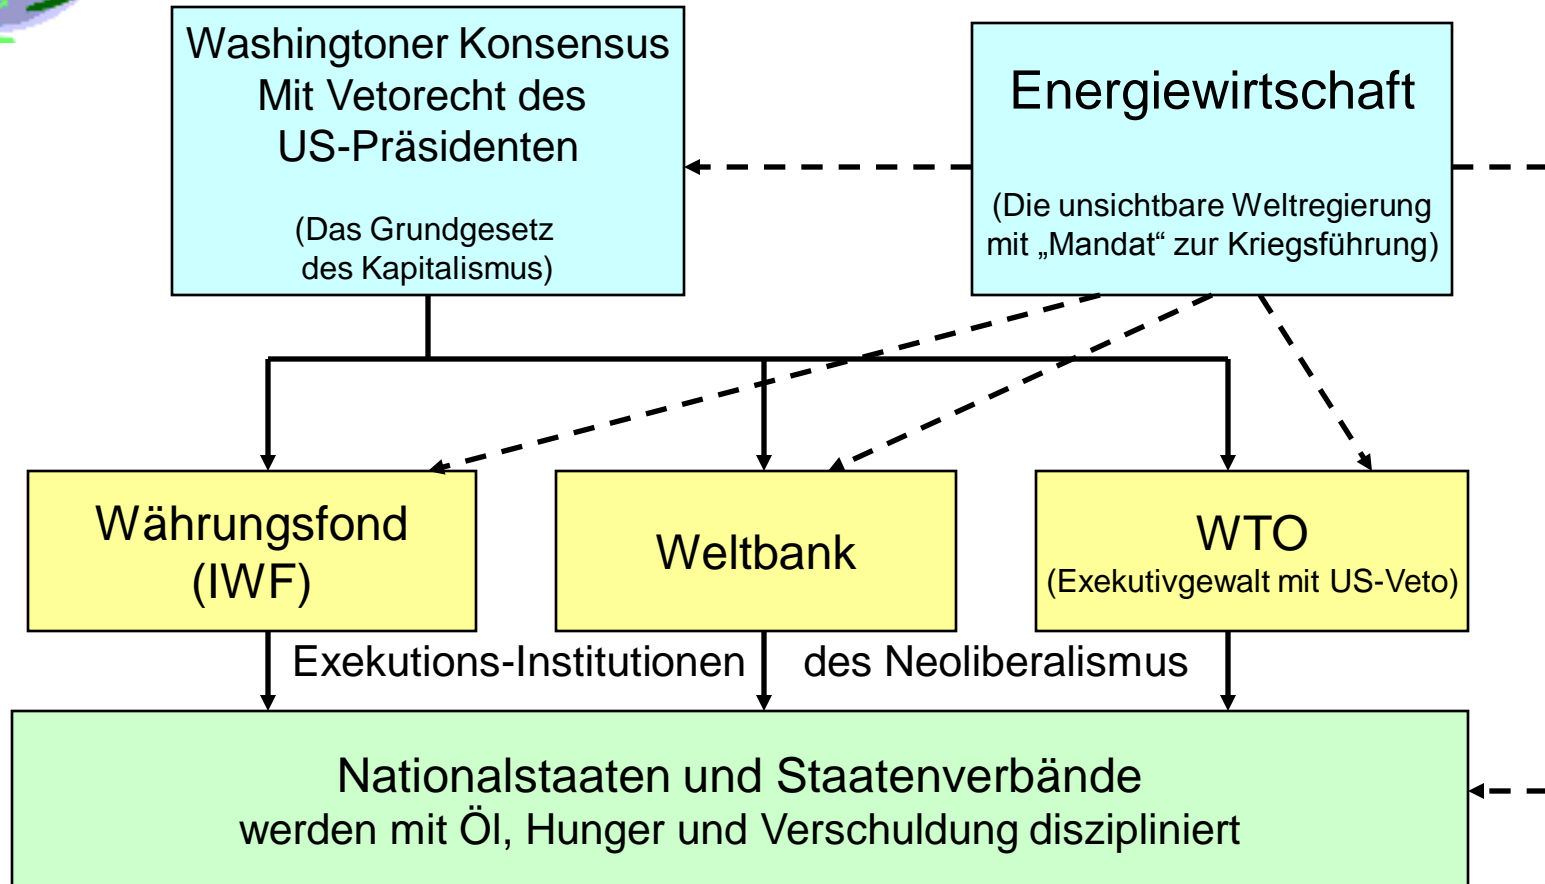 Washingtoner Konsensus
Mit Vetorecht des
US-Präsidenten
(Das Grundgesetz
des Kapitalismus)
Energiewirtschaft
(Die unsichtbare Weltregierung
mit „Mandat“ zur Kriegsführung)
Währungsfond
(IWF)
Weltbank
WTO
(Exekutivgewalt mit US-Veto)
Exekutions-Institutionen des Neoliberalismus
Nationalstaaten und Staatenverbände
werden mit Öl, Hunger und Verschuldung diszipliniert